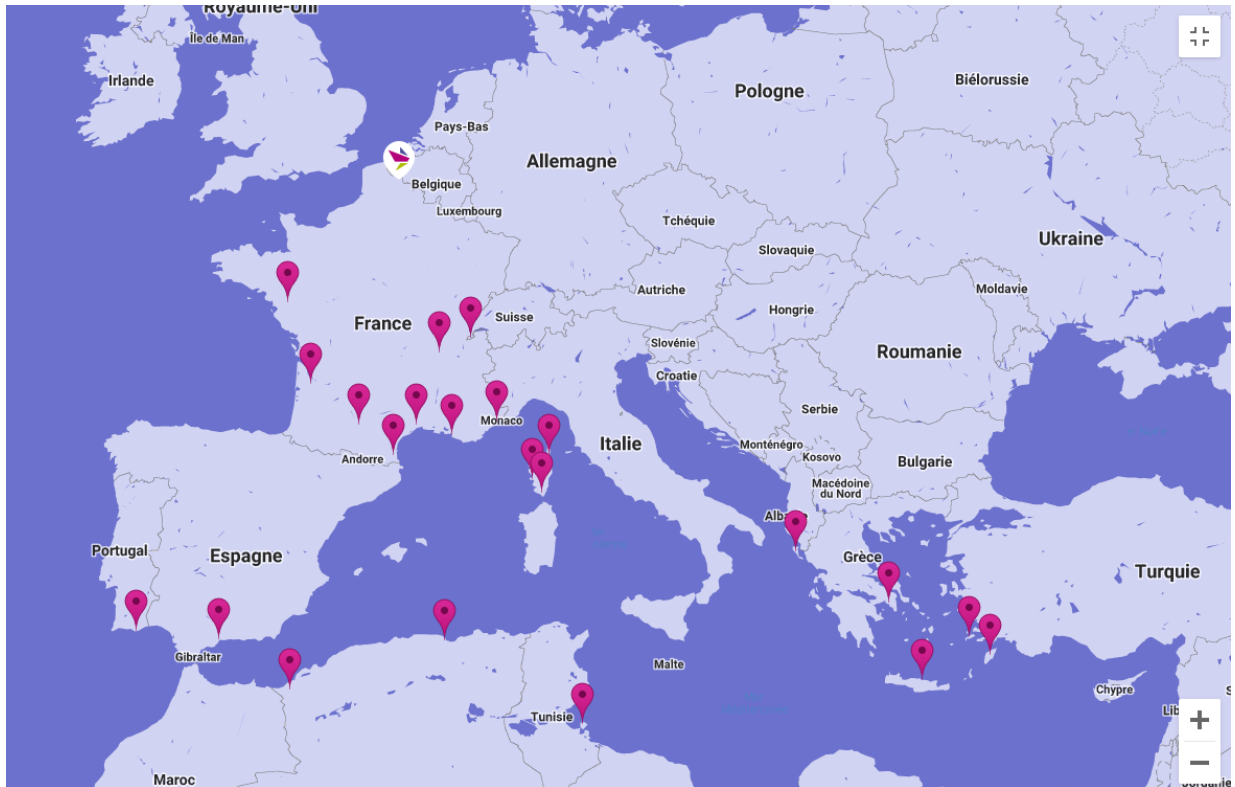 Royaume-Uni
Île de Man
Irlande
Biélorussie
Pologne
Pays-Bas
Allemagne
Belgique
Luxembourg
Tchéquie
Ukraine
Slovaquie
Autriche
Moldavie
Hongrie
Suisse
France
Slovénie
Roumanie
Croatie
Serbie
Monaco
Italie
Monténégro
Kosovo
Andorre
Bulgarie
Macédoine
du Nord
Portugal
Espagne
Grèce
Turquie
Gibraltar
Malte
Chypre
Tunisie
Maroc